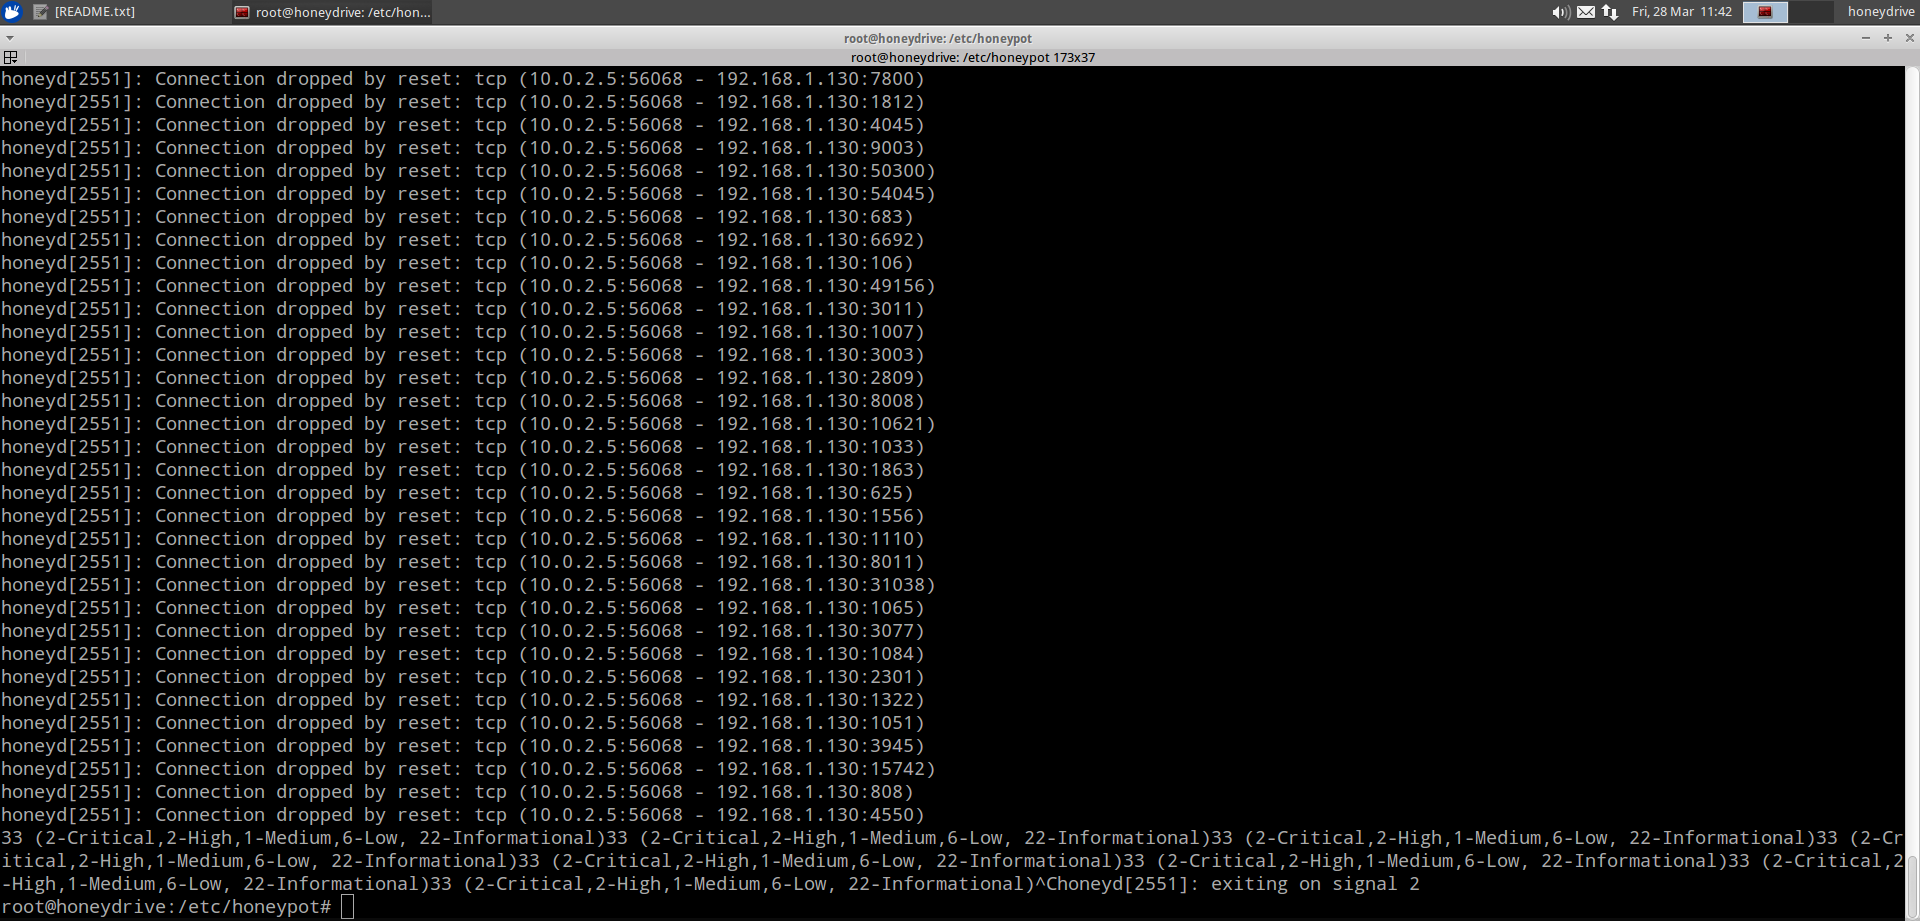 [README.txt] root@honeydrive: /etc/hon... Fri, 28 Mar 11:42 honeydrive
root@honeydrive: /etc/honeypot
root@honeydrive: /etc/honeypot 173x37
honeyd[2551]: Connection dropped by reset: tcp (10.0.2.5:56068 - 192.168.1.130:7800)
honeyd[2551]: Connection dropped by reset: tcp (10.0.2.5:56068 - 192.168.1.130:1812)
honeyd[2551]: Connection dropped by reset: tcp (10.0.2.5:56068 - 192.168.1.130:4045)
honeyd[2551]: Connection dropped by reset: tcp (10.0.2.5:56068 - 192.168.1.130:9003)
honeyd[2551]: Connection dropped by reset: tcp (10.0.2.5:56068 - 192.168.1.130:50300)
honeyd[2551]: Connection dropped by reset: tcp (10.0.2.5:56068 - 192.168.1.130:54045)
honeyd[2551]: Connection dropped by reset: tcp (10.0.2.5:56068 - 192.168.1.130:683)
honeyd[2551]: Connection dropped by reset: tcp (10.0.2.5:56068 - 192.168.1.130:6692)
honeyd[2551]: Connection dropped by reset: tcp (10.0.2.5:56068 - 192.168.1.130:106)
honeyd[2551]: Connection dropped by reset: tcp (10.0.2.5:56068 - 192.168.1.130:49156)
honeyd[2551]: Connection dropped by reset: tcp (10.0.2.5:56068 - 192.168.1.130:3011)
honeyd[2551]: Connection dropped by reset: tcp (10.0.2.5:56068 - 192.168.1.130:1007)
honeyd[2551]: Connection dropped by reset: tcp (10.0.2.5:56068 - 192.168.1.130:3003)
honeyd[2551]: Connection dropped by reset: tcp (10.0.2.5:56068 - 192.168.1.130:2809)
honeyd[2551]: Connection dropped by reset: tcp (10.0.2.5:56068 - 192.168.1.130:8008)
honeyd[2551]: Connection dropped by reset: tcp (10.0.2.5:56068 - 192.168.1.130:10621)
honeyd[2551]: Connection dropped by reset: tcp (10.0.2.5:56068 - 192.168.1.130:1033)
honeyd[2551]: Connection dropped by reset: tcp (10.0.2.5:56068 - 192.168.1.130:1863)
honeyd[2551]: Connection dropped by reset: tcp (10.0.2.5:56068 - 192.168.1.130:625)
honeyd[2551]: Connection dropped by reset: tcp (10.0.2.5:56068 - 192.168.1.130:1556)
honeyd[2551]: Connection dropped by reset: tcp (10.0.2.5:56068 - 192.168.1.130:1110)
honeyd[2551]: Connection dropped by reset: tcp (10.0.2.5:56068 - 192.168.1.130:8011)
honeyd[2551]: Connection dropped by reset: tcp (10.0.2.5:56068 - 192.168.1.130:31038)
honeyd[2551]: Connection dropped by reset: tcp (10.0.2.5:56068 - 192.168.1.130:1065)
honeyd[2551]: Connection dropped by reset: tcp (10.0.2.5:56068 - 192.168.1.130:3077)
honeyd[2551]: Connection dropped by reset: tcp (10.0.2.5:56068 - 192.168.1.130:1084)
honeyd[2551]: Connection dropped by reset: tcp (10.0.2.5:56068 - 192.168.1.130:2301)
honeyd[2551]: Connection dropped by reset: tcp (10.0.2.5:56068 - 192.168.1.130:1322)
honeyd[2551]: Connection dropped by reset: tcp (10.0.2.5:56068 - 192.168.1.130:1051)
honeyd[2551]: Connection dropped by reset: tcp (10.0.2.5:56068 - 192.168.1.130:3945)
honeyd[2551]: Connection dropped by reset: tcp (10.0.2.5:56068 - 192.168.1.130:15742)
honeyd[2551]: Connection dropped by reset: tcp (10.0.2.5:56068 - 192.168.1.130:808)
honeyd[2551]: Connection dropped by reset: tcp (10.0.2.5:56068 - 192.168.1.130:4550)
33 (2-Critical,2-High,1-Medium,6-Low, 22-Informational)33 (2-Critical,2-High,1-Medium,6-Low, 22-Informational)33 (2-Critical,2-High,1-Medium,6-Low, 22-Informational)33 (2-Cr
itical,2-High,1-Medium,6-Low, 22-Informational)33 (2-Critical,2-High,1-Medium,6-Low, 22-Informational)33 (2-Critical,2-High,1-Medium,6-Low, 22-Informational)33 (2-Critical,2
-High,1-Medium,6-Low, 22-Informational)33 (2-Critical,2-High,1-Medium,6-Low, 22-Informational)^Choneyd[2551]: exiting on signal 2
root@honeydrive:/etc/honeypot#